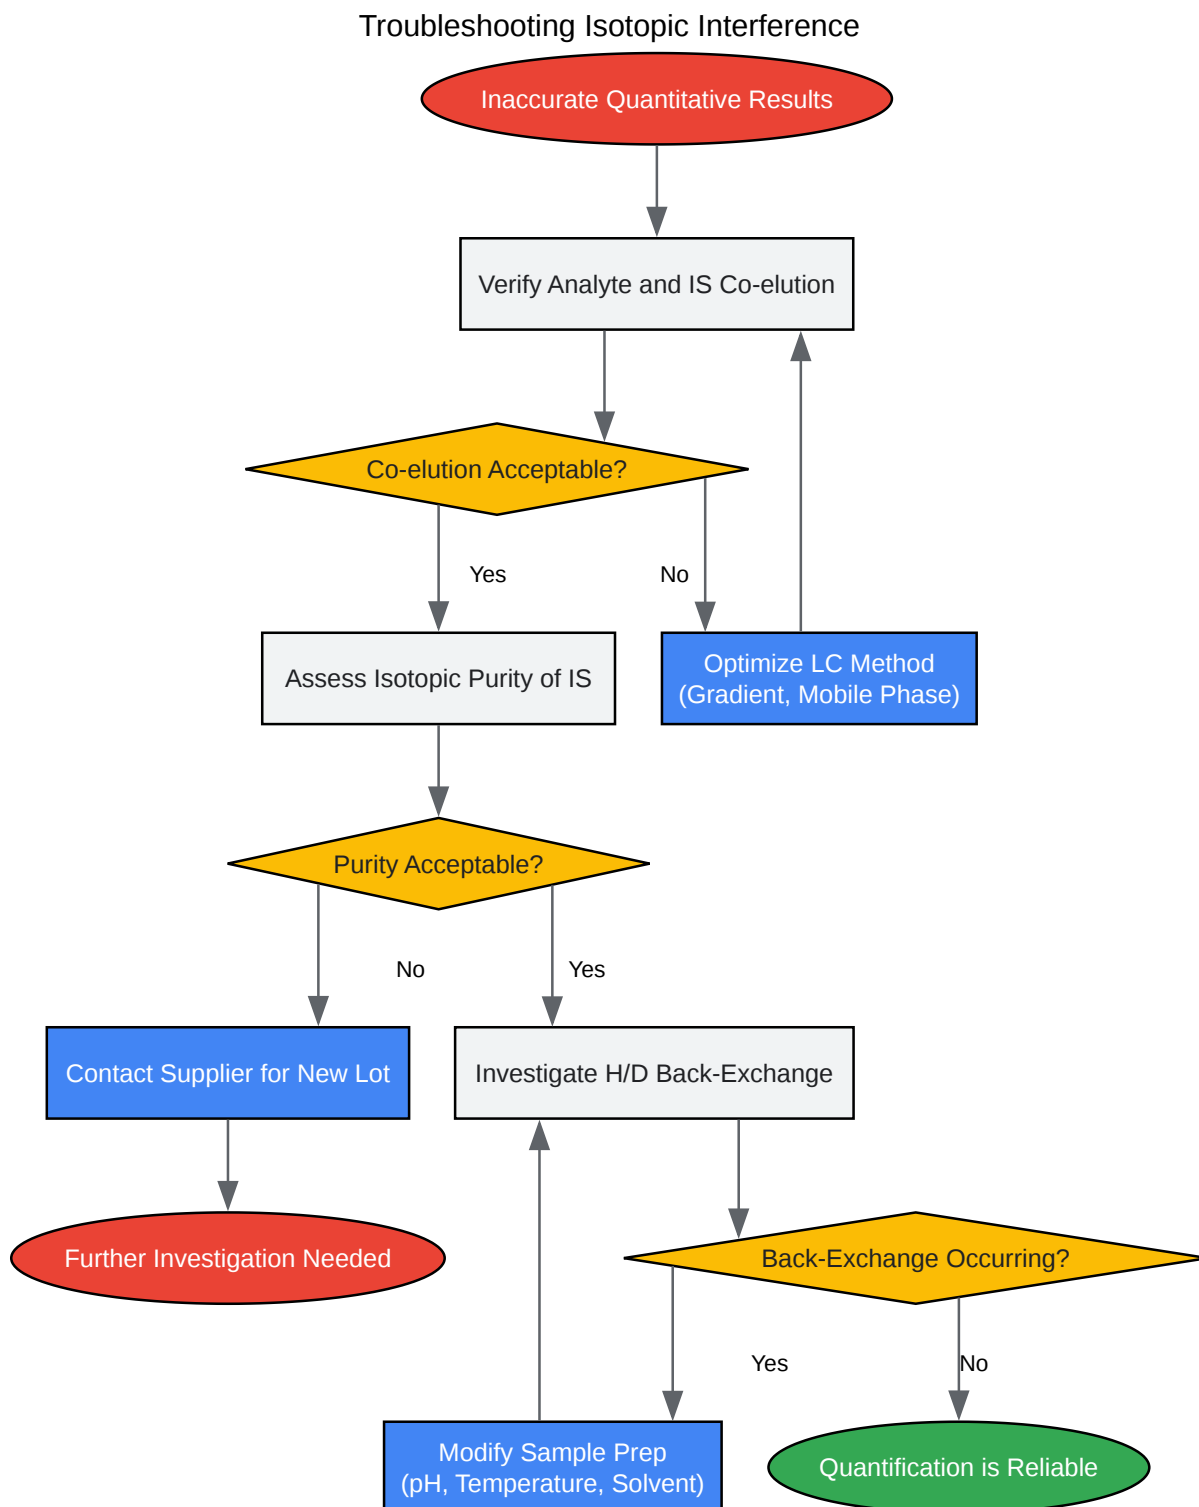 Troubleshooting Isotopic Interference
Inaccurate Quantitative Results
Verify Analyte and IS Co-elution
Co-elution Acceptable?
Yes
No
Assess Isotopic Purity of IS
Optimize LC Method
(Gradient, Mobile Phase)
Purity Acceptable?
No
Yes
Contact Supplier for New Lot
Investigate H/D Back-Exchange
Further Investigation Needed
Back-Exchange Occurring?
Yes
No
Modify Sample Prep
(pH, Temperature, Solvent)
Quantification is Reliable